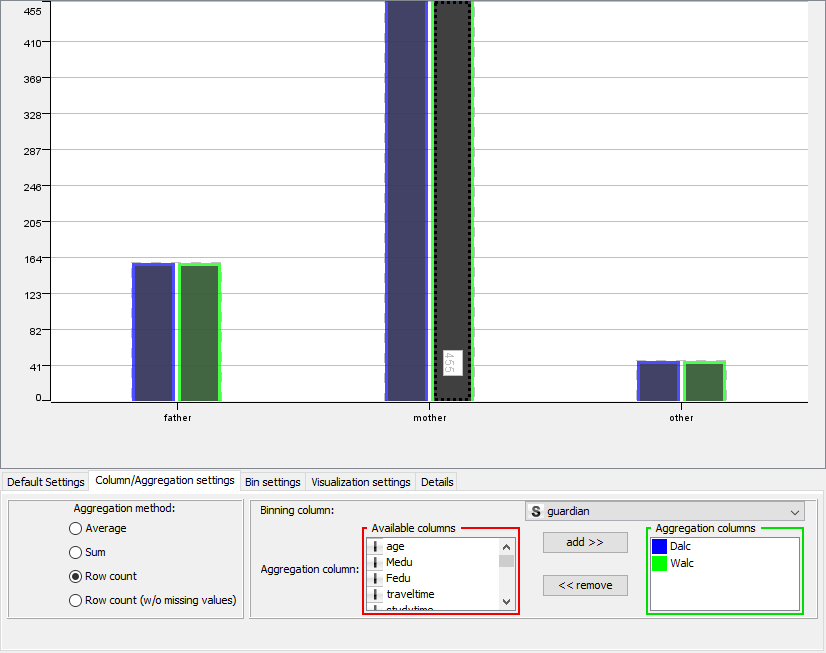 455
410
369
328
287
246
205
164
123
82
41
0
455
father mother other
Default Settings Column/Aggregation settings Bin settings Visualization settings Details
Aggregation method:
Average
Sum
Row count
Row count (w/o missing values)
Binning column:
S guardian
Aggregation column:
Available columns
age
Medu
Fedu
traveltime
studytime
add >>
<< remove
Aggregation columns
Dalc
Walc